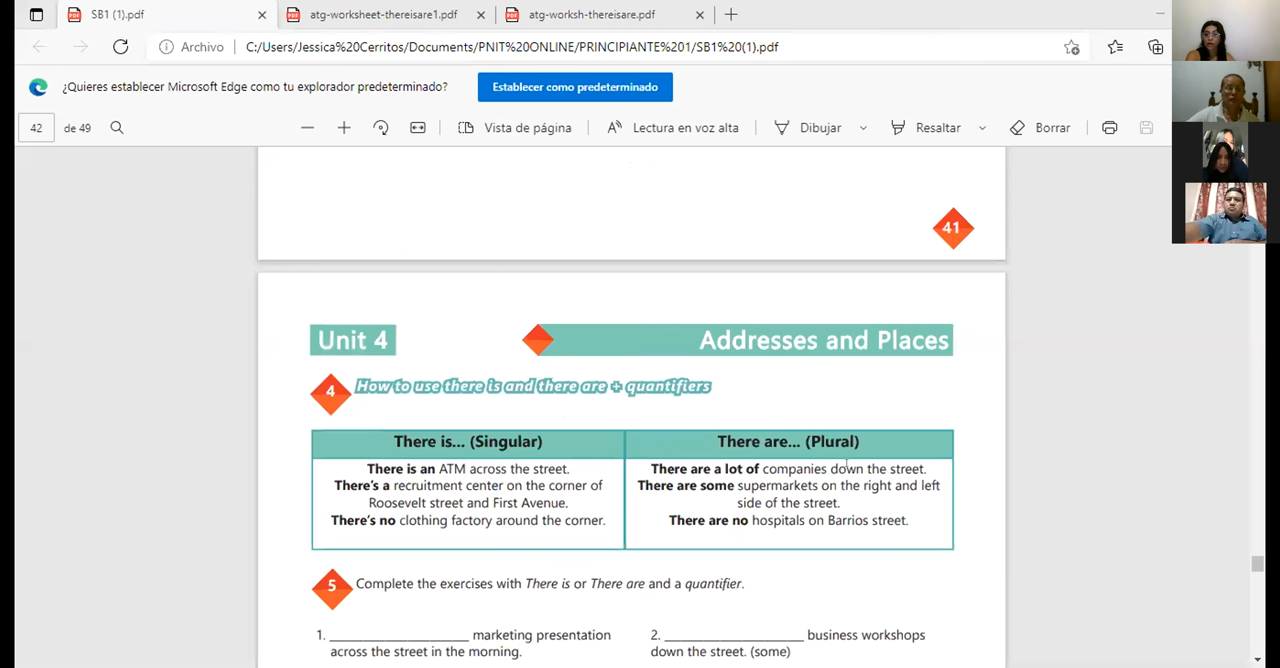 SB1 (1).pdf
atg-worksheet-thereisare1.pdf
atg-worksh-thereisare.pdf
Archivo
C:/Users/Jessica%20Cerritos/Documents/PNIT%20ONLINE/PRINCIPIANTE%201/SB1%20(1).pdf
¿Quieres establecer Microsoft Edge como tu explorador predeterminado?
Establecer como predeterminado
42 de 49
Vista de página
Lectura en voz alta
Dibujar
Resaltar
Borrar
41
Unit 4
Addresses and Places
4 How to use there is and there are + quantifiers
There is... (Singular)
There is an ATM across the street.
There's a recruitment center on the corner of
Roosevelt street and First Avenue.
There's no clothing factory around the corner.
There are... (Plural)
There are a lot of companies down the street.
There are some supermarkets on the right and left
side of the street.
There are no hospitals on Barrios street.
5 Complete the exercises with There is or There are and a quantifier.
1. ____________________ marketing presentation
across the street in the morning.
2. ____________________ business workshops
down the street. (some)